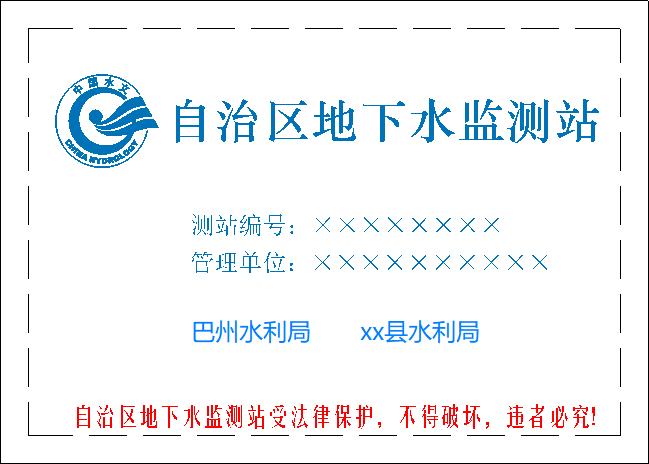 中国水文
CHINA HYDROLOGY
自治区地下水监测站
测站编号：××××××××
管理单位：××××××××××
巴州水利局 xx县水利局
自治区地下水监测站受法律保护，不得破坏，违者必究!